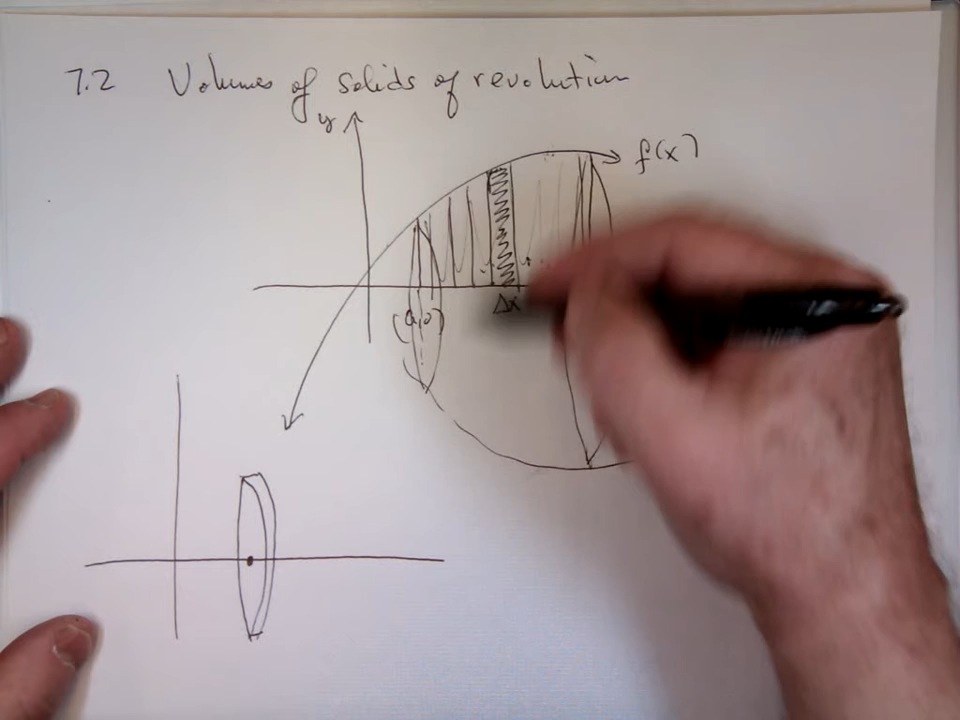 7.2 Volumes of solids of revolution
y
f(x)
Δx
(a,0)